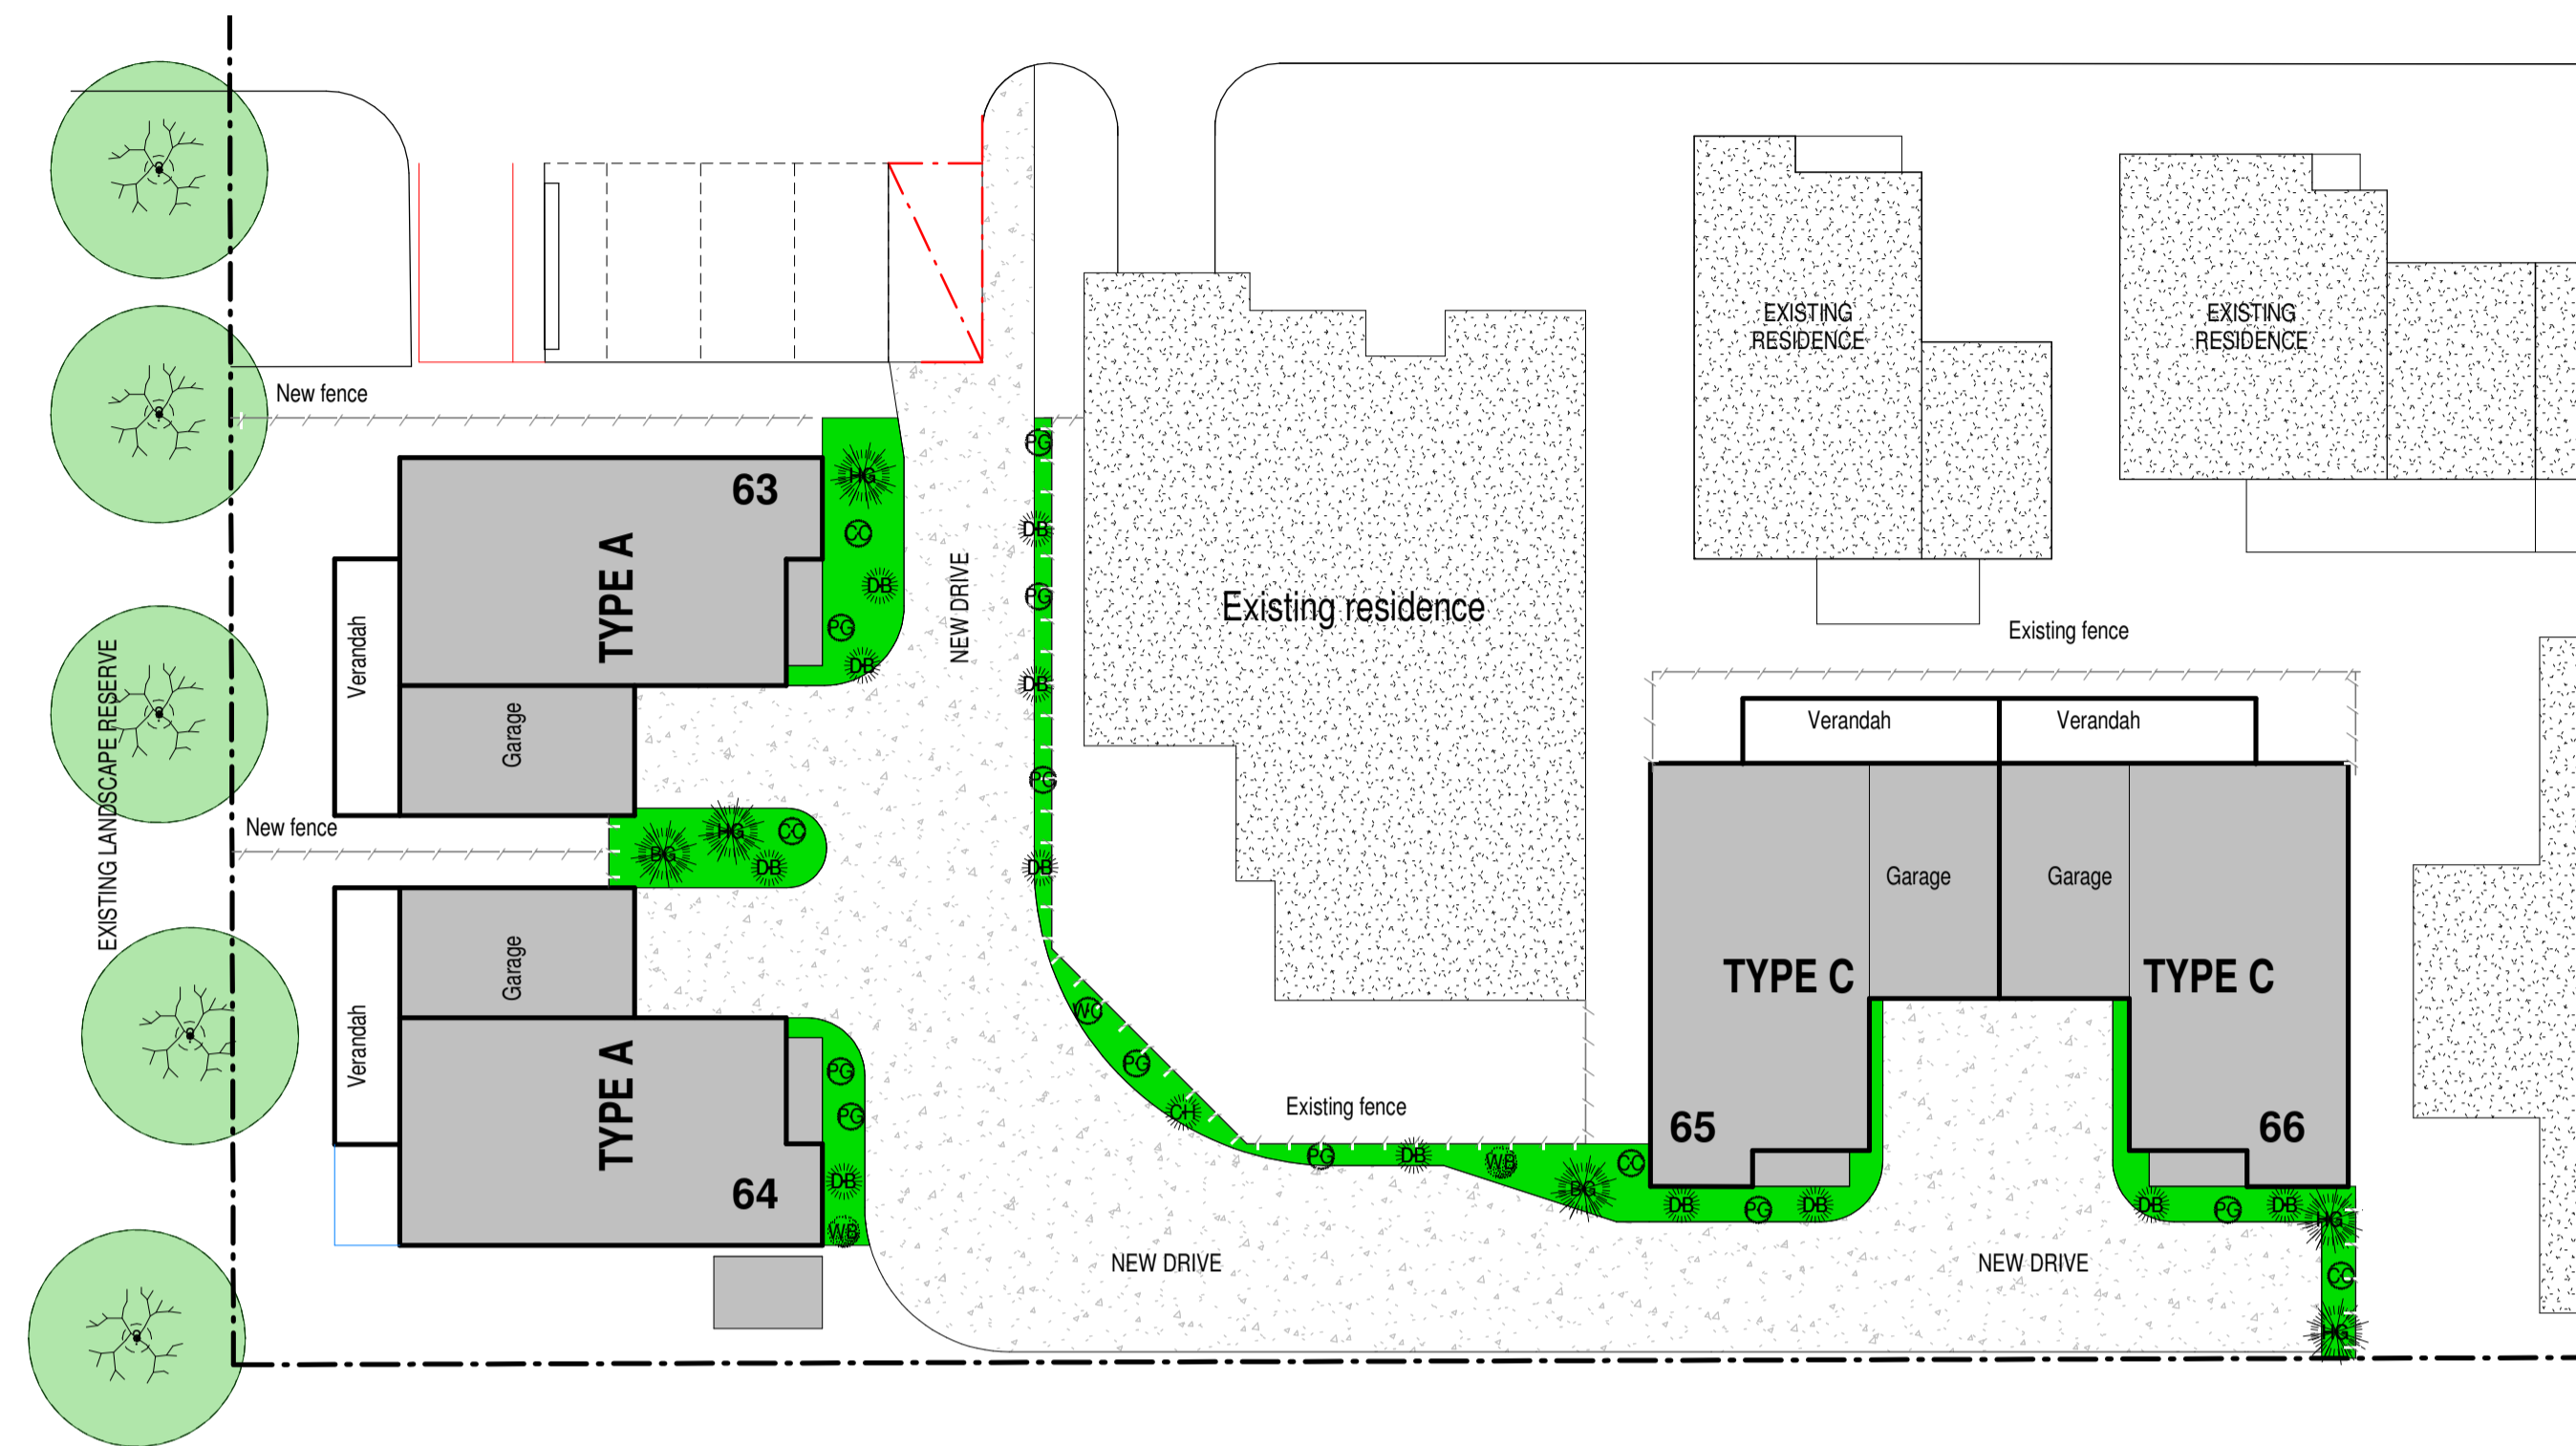 EXISTING
RESIDENCE
EXISTING
RESIDENCE
New fence
PG
HG
63
CO
DB
TYPE A
DB
PG
NEW DRIVE
Existing residence
PG
Existing fence
Verandah
DB
DB
EXISTING LANDSCAPE RESERVE
Garage
Verandah
Verandah
PG
New fence
HG
CO
BG
DB
DB
Garage
Garage
Garage
TYPE C
TYPE C
WO
Verandah
PG
PG
TYPE A
PG
CH
Existing fence
65
66
DB
PG
DB
WB
CO
BG
64
WB
DB
PG
DB
DB
PG
DB
HG
NEW DRIVE
NEW DRIVE
CO
HG